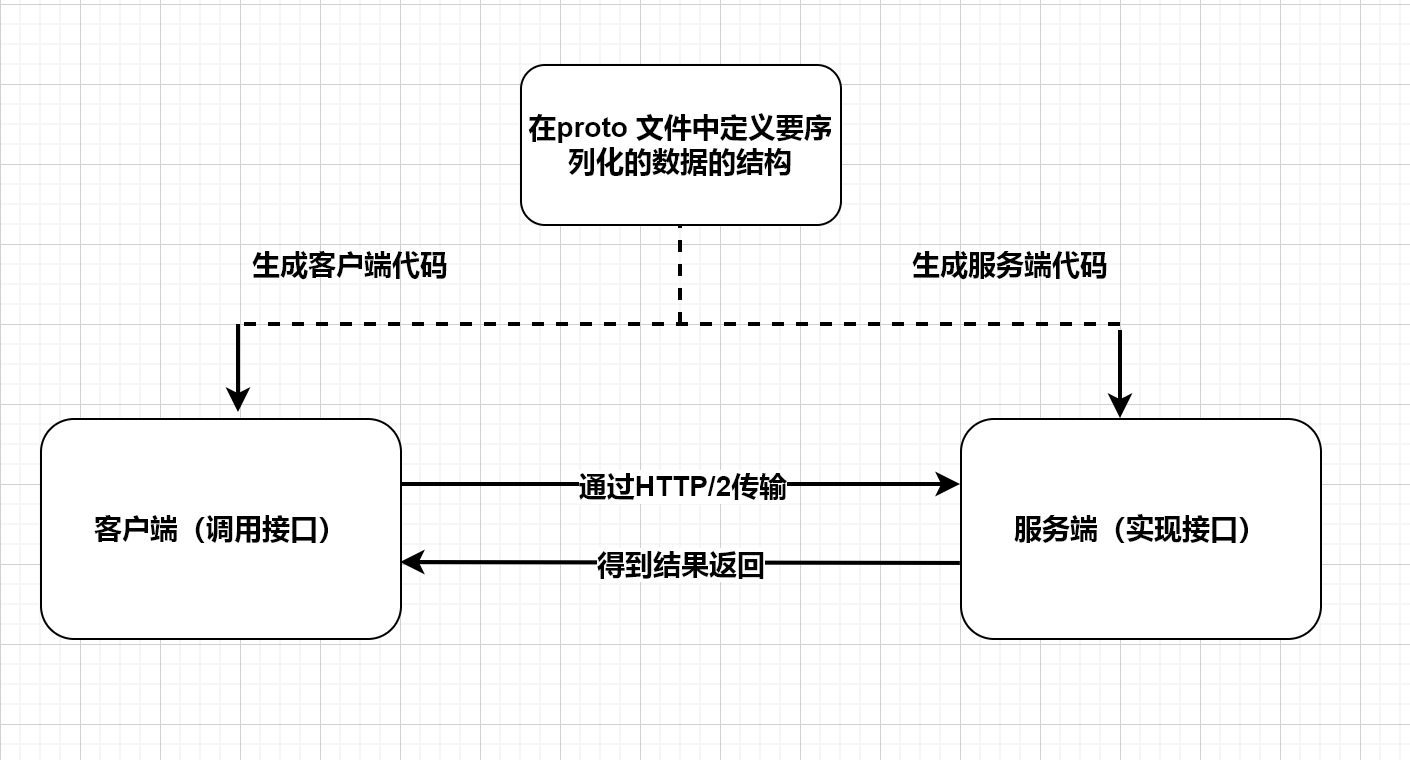 在proto 文件中定义要序
列化的数据的结构
生成客户端代码
生成服务端代码
通过HTTP/2传输
客户端（调用接口）
服务端（实现接口）
得到结果返回